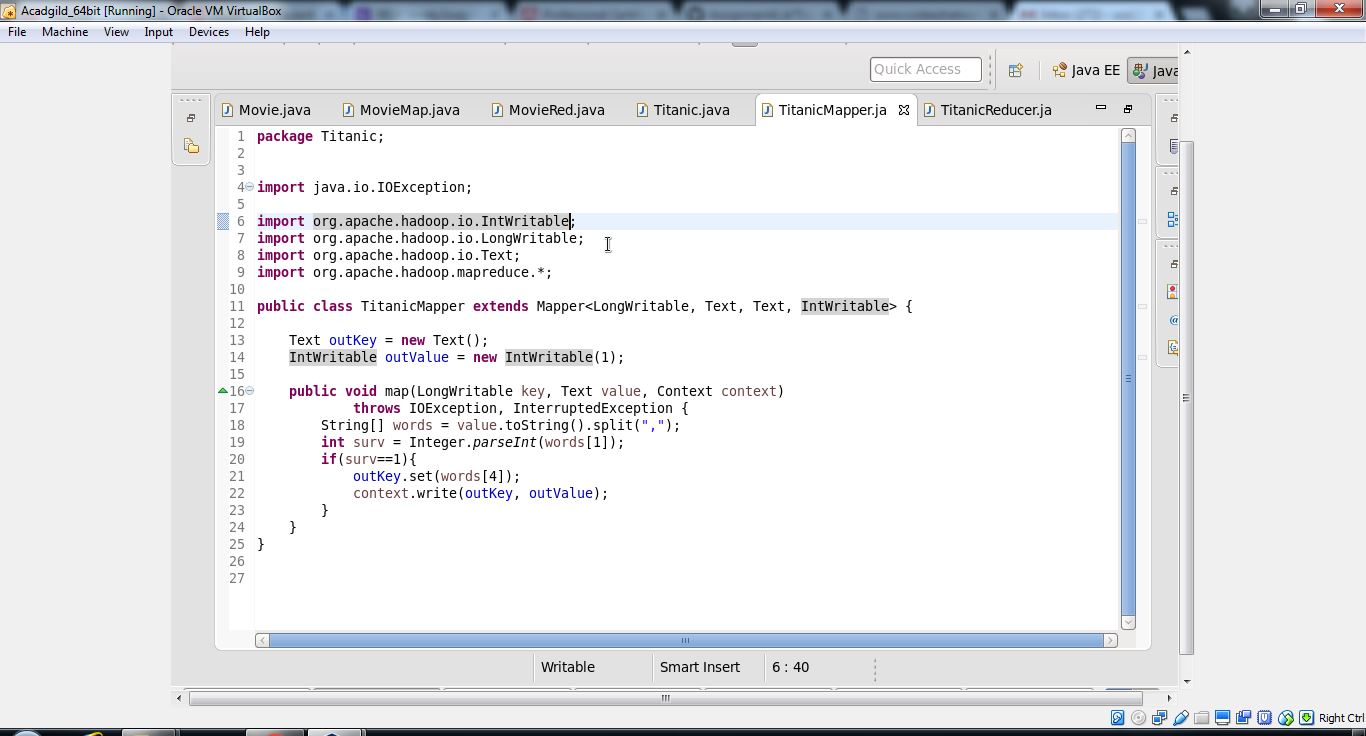 Acadgild_64bit [Running] - Oracle VM VirtualBox
File Machine View Input Devices Help
Quick Access
Java EE
Java
Movie.java MovieMap.java MovieRed.java Titanic.java TitanicMapper.ja TitanicReducer.ja
1 package Titanic;
2
3
4 import java.io.IOException;
5
6 import org.apache.hadoop.io.IntWritable;
7 import org.apache.hadoop.io.LongWritable;
8 import org.apache.hadoop.io.Text;
9 import org.apache.hadoop.mapreduce.*;
10
11 public class TitanicMapper extends Mapper<LongWritable, Text, Text, IntWritable> {
12
13 Text outKey = new Text();
14 IntWritable outValue = new IntWritable(1);
15
16 public void map(LongWritable key, Text value, Context context)
17 throws IOException, InterruptedException {
18 String[] words = value.toString().split(",");
19 int surv = Integer.parseInt(words[1]);
20 if(surv==1){
21 outKey.set(words[4]);
22 context.write(outKey, outValue);
23 }
24 }
25 }
26
27
Writable Smart Insert 6 : 40
Right Ctrl